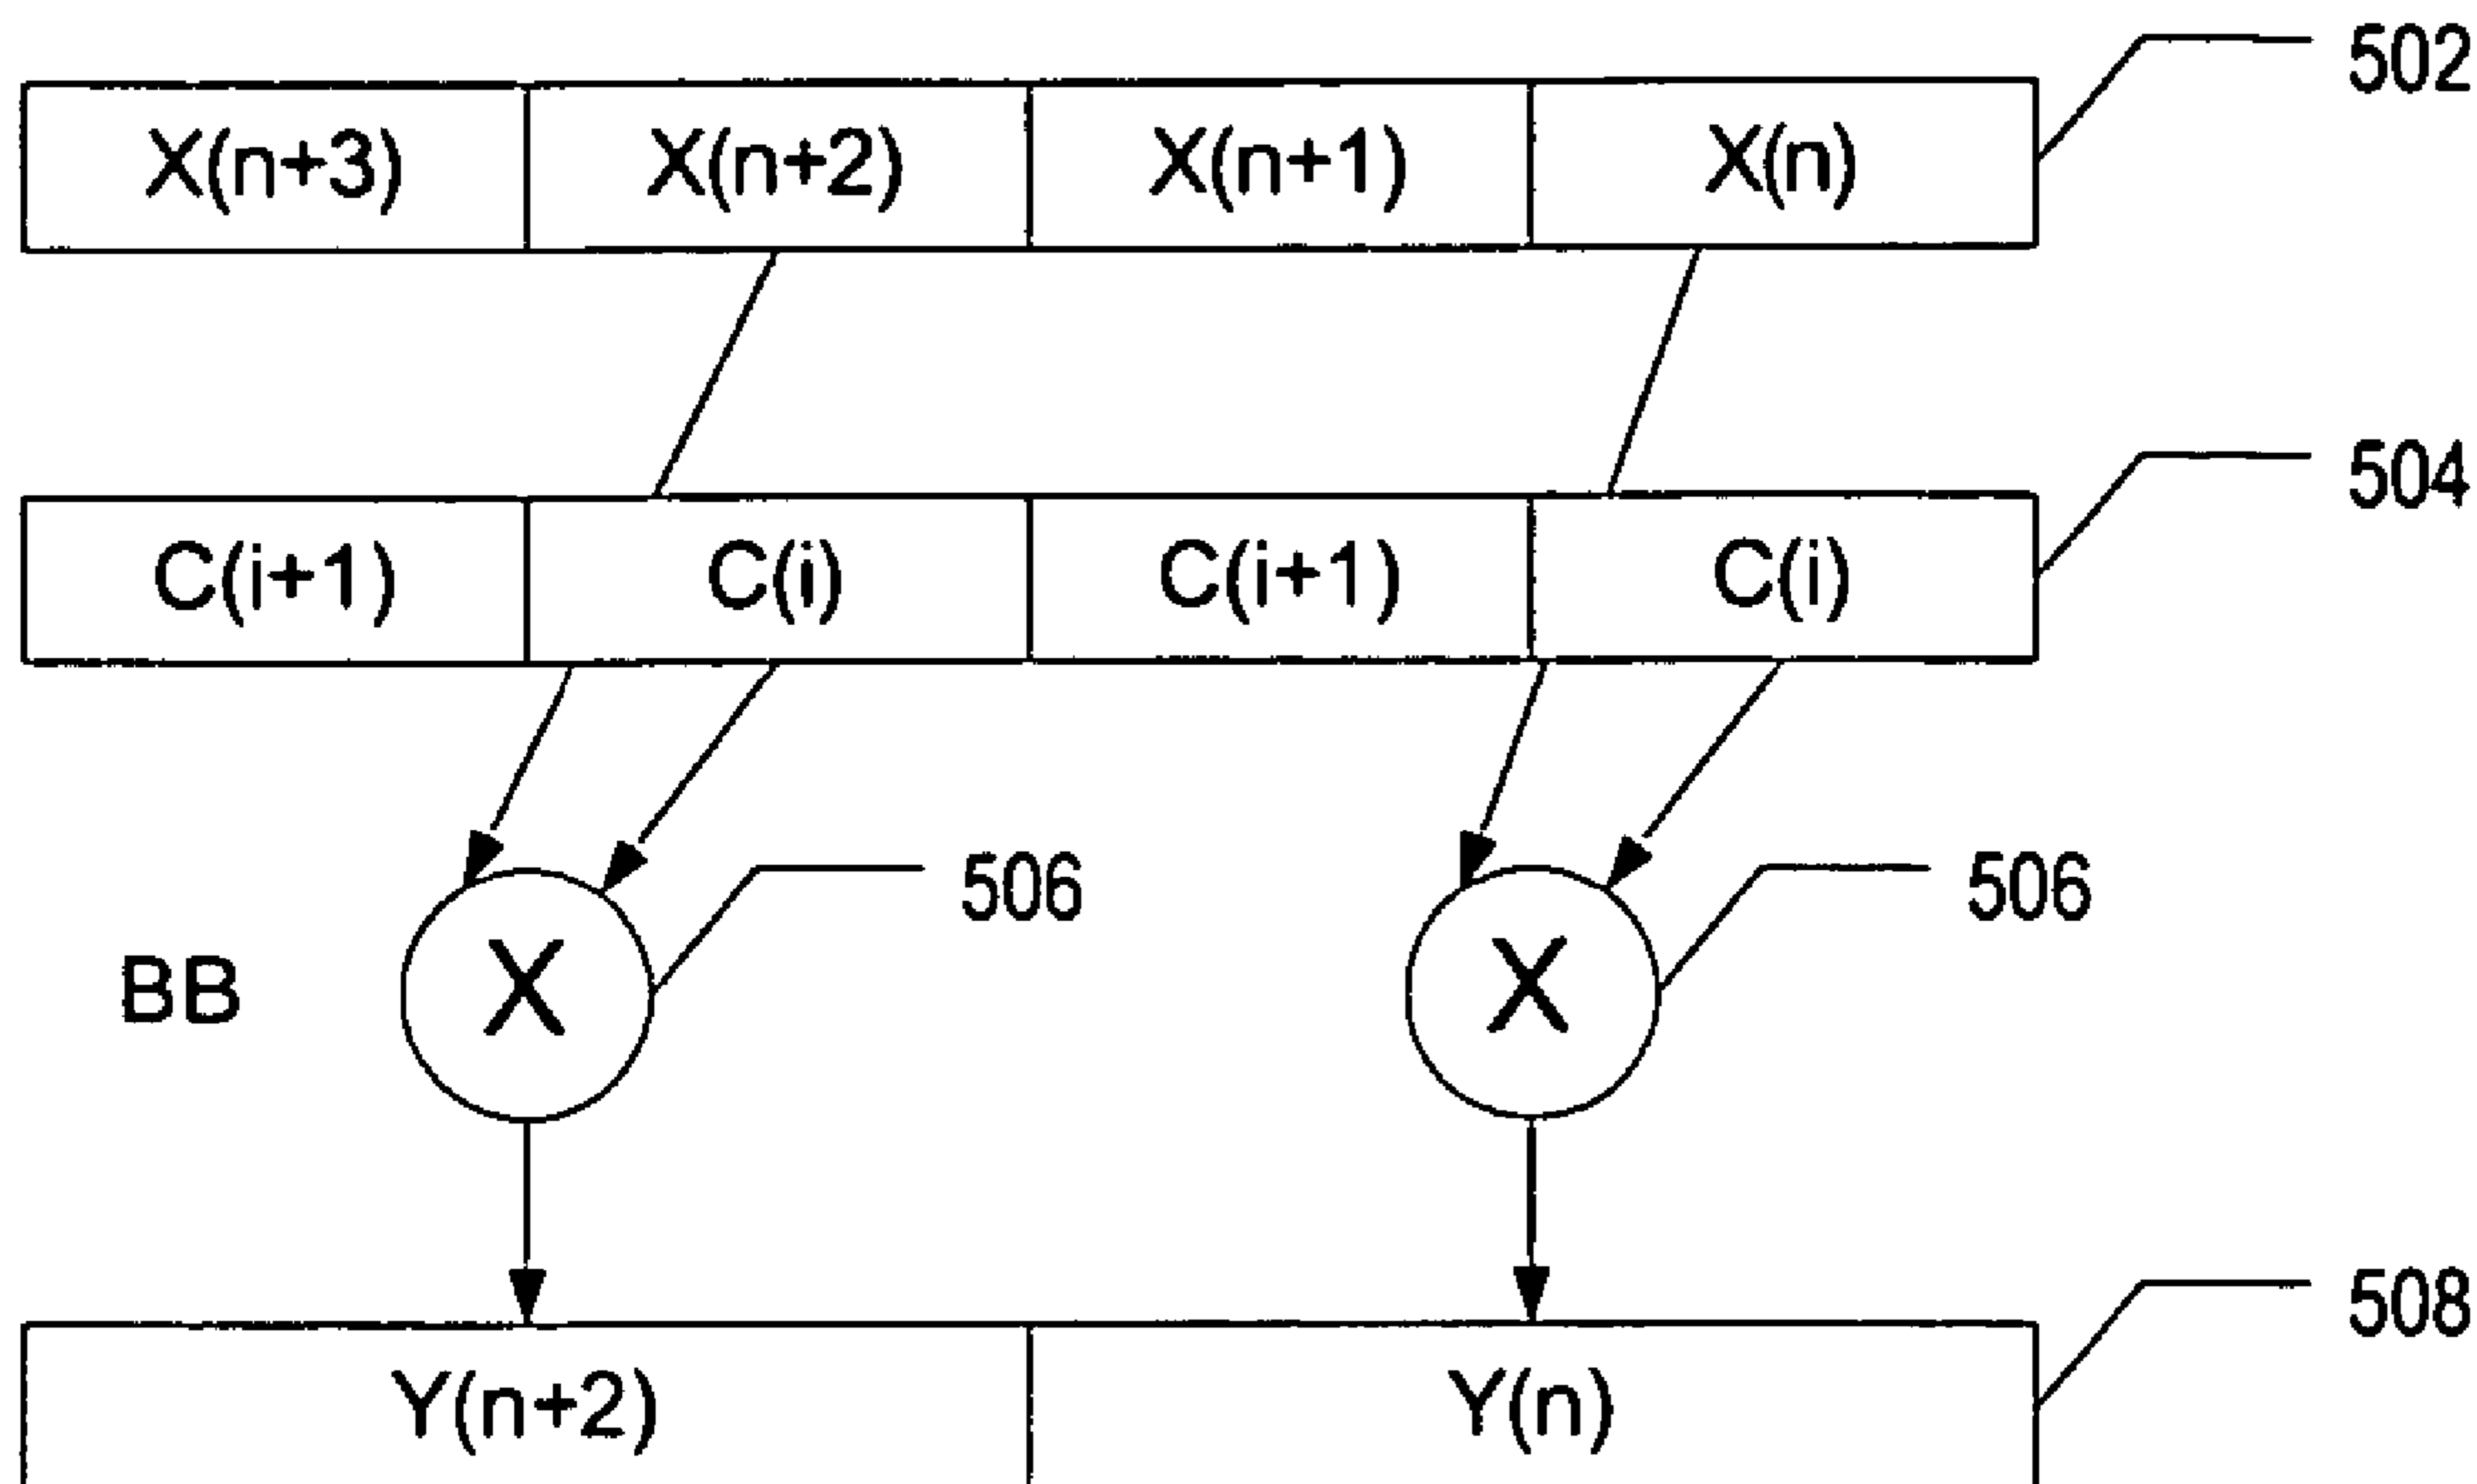 502
X(n+3) X(n+2) X(n+1) X(n)
504
C(i+1) C(i) C(i+1) C(i)
506 506
BB X X
508
Y(n+2) Y(n)